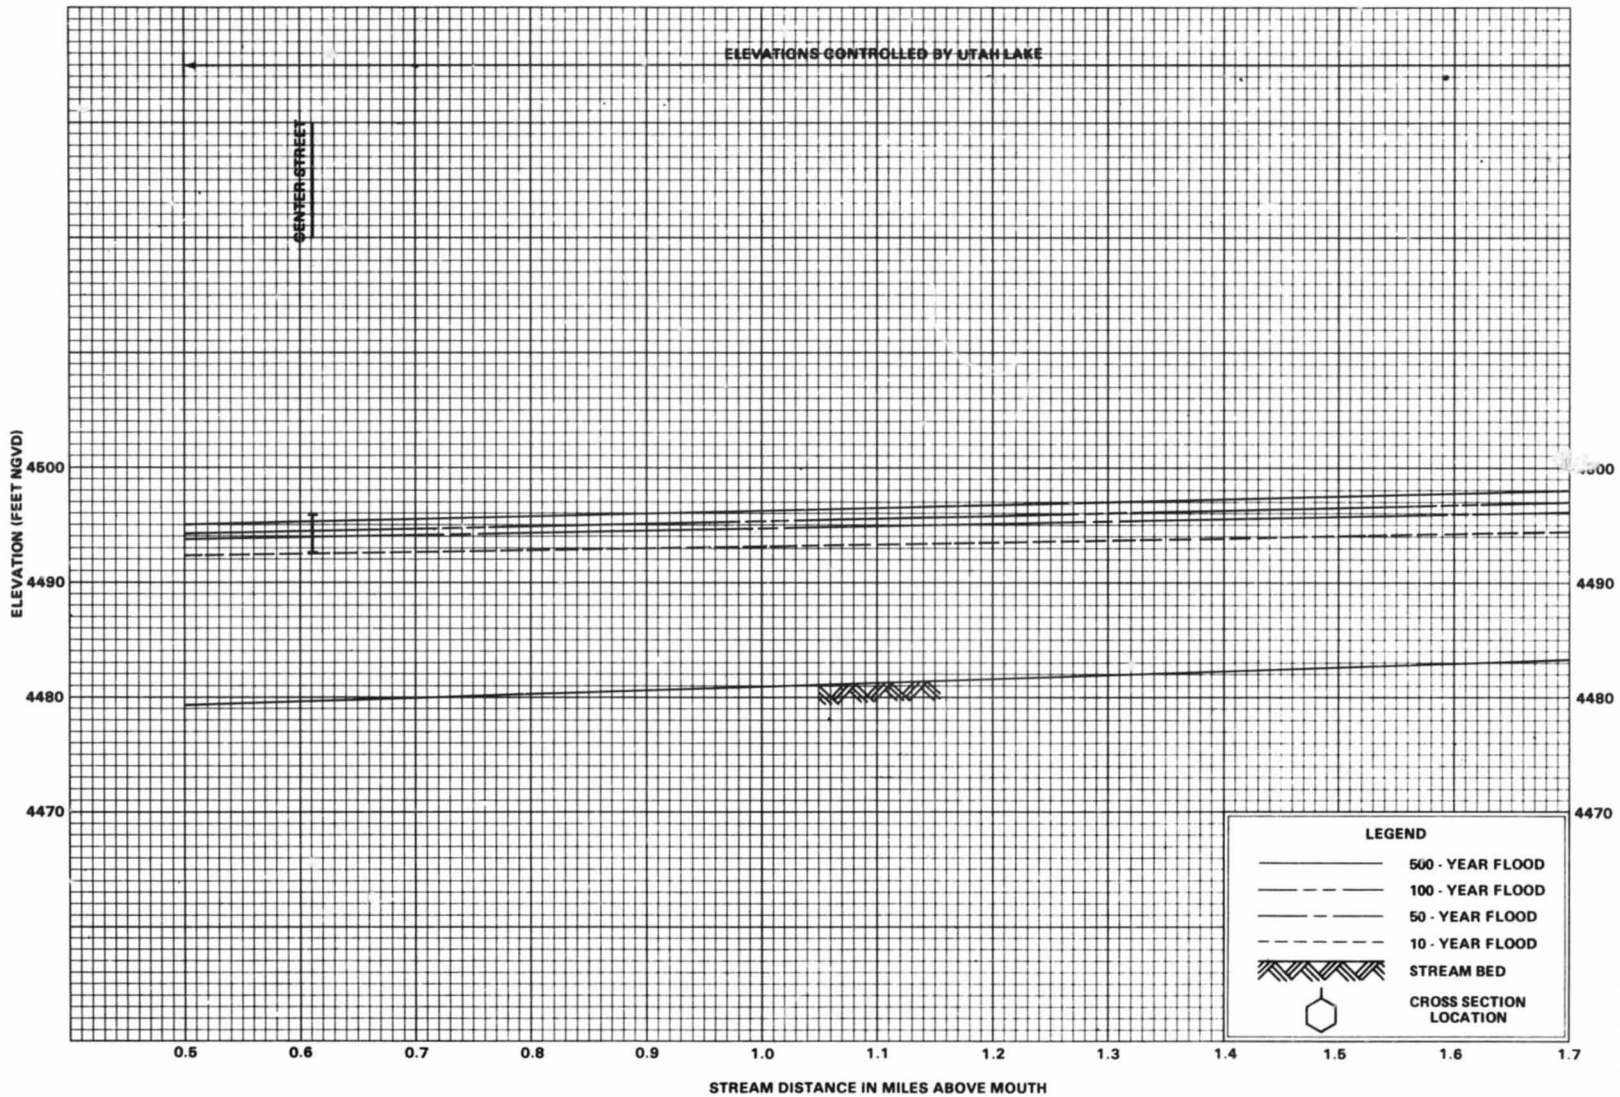 ELEVATIONS CONTROLLED BY UTAH LAKE
CENTER STREET
ELEVATION (FEET NGVD)
4500
4490
4480
4470
4500
4490
4480
4470
LEGEND
500 - YEAR FLOOD
100 - YEAR FLOOD
50 - YEAR FLOOD
10 - YEAR FLOOD
STREAM BED
CROSS SECTION
LOCATION
0.5 0.6 0.7 0.8 0.9 1.0 1.1 1.2 1.3 1.4 1.5 1.6 1.7
STREAM DISTANCE IN MILES ABOVE MOUTH